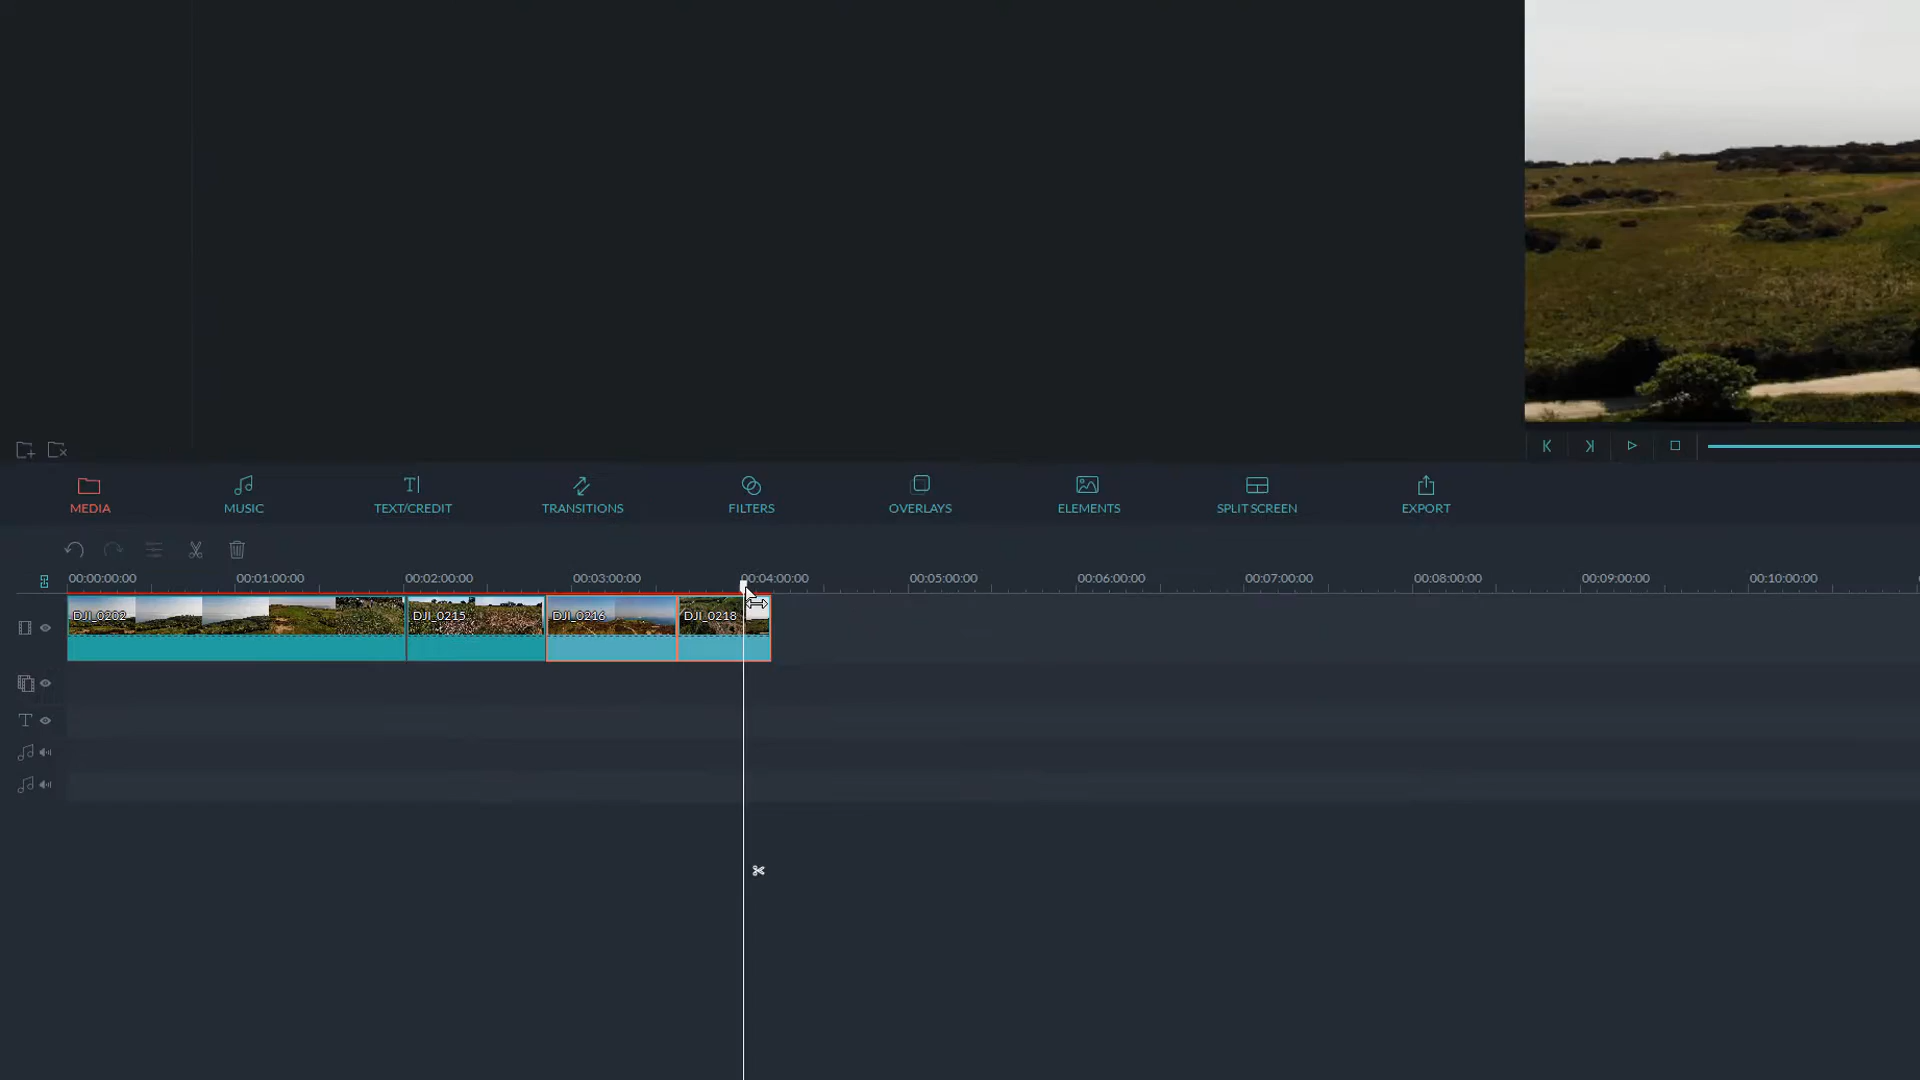 MEDIA MUSIC TEXT/CREDIT TRANSITIONS FILTERS OVERLAYS ELEMENTS SPLIT SCREEN EXPORT
00:00:00:00 00:01:00:00 00:02:00:00 00:03:00:00 00:04:00:00 00:05:00:00 00:06:00:00 00:07:00:00 00:08:00:00 00:09:00:00 00:10:00:00
DJI_0202 DJI_0215 DJI_0216 DJI_0218